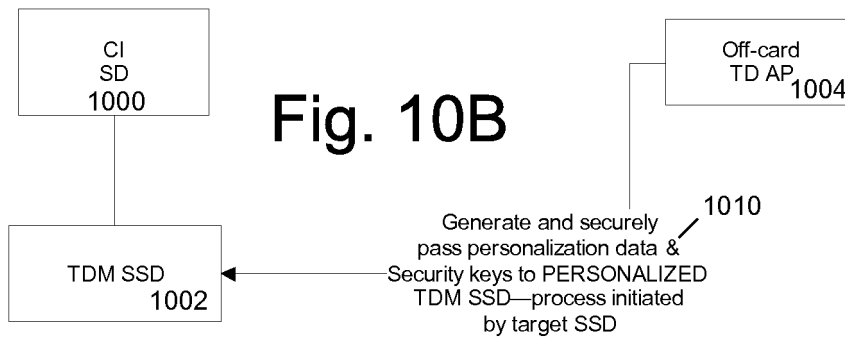 CI
SD
1000
Off-card
TD AP
1004
Fig. 10B
1010
Generate and securely
pass personalization data &
Security keys to PERSONALIZED
TDM SSD—process initiated
by target SSD
TDM SSD
1002